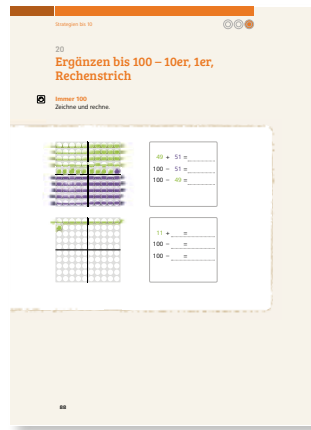 Strategien bis 10
20
Ergänzen bis 100 – 10er, 1er,
Rechenstrich
Immer 100
Zeichne und rechne.
49 + 51 =
100 – 51 =
100 – 49 =
11 + =
100 – =
100 – =
88